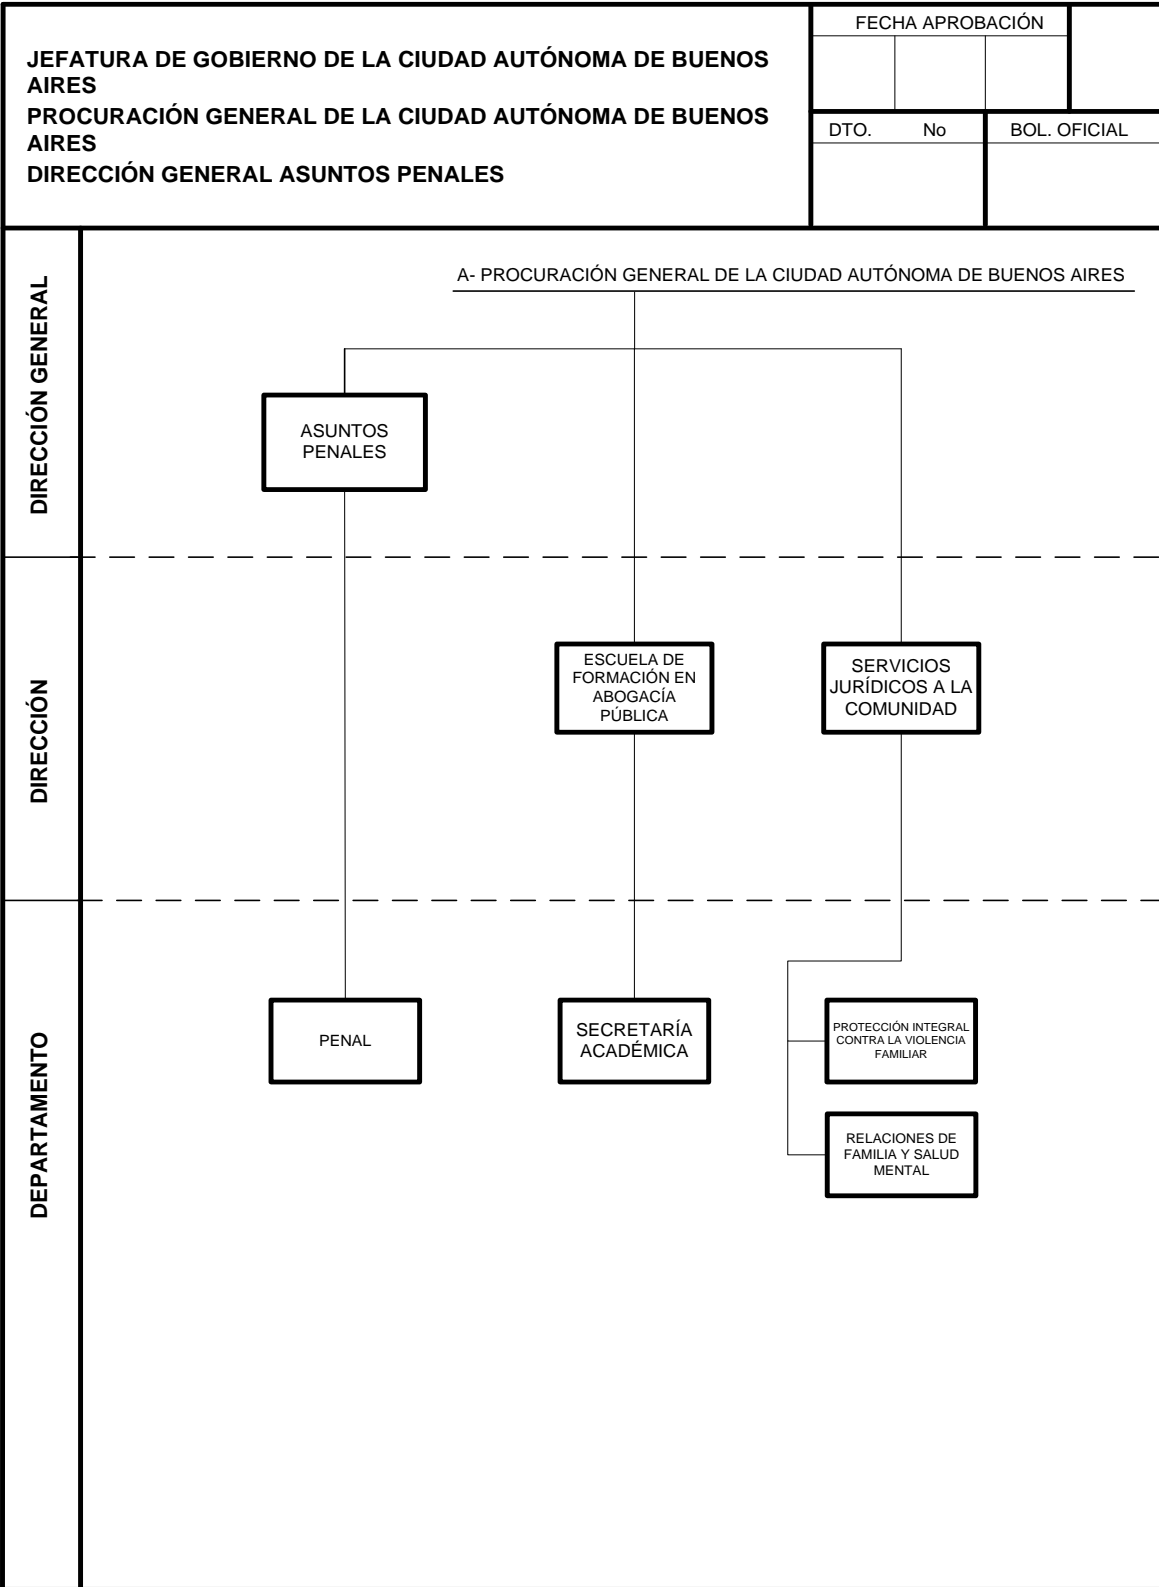 JEFATURA DE GOBIERNO DE LA CIUDAD AUTÓNOMA DE BUENOS
AIRES
PROCURACIÓN GENERAL DE LA CIUDAD AUTÓNOMA DE BUENOS
AIRES
DIRECCIÓN GENERAL ASUNTOS PENALES
FECHA APROBACIÓN
DTO. No
BOL. OFICIAL
DIRECCIÓN GENERAL
A- PROCURACIÓN GENERAL DE LA CIUDAD AUTÓNOMA DE BUENOS AIRES
ASUNTOS
PENALES
DIRECCIÓN
ESCUELA DE
FORMACIÓN EN
ABOGACÍA
PÚBLICA
SERVICIOS
JURÍDICOS A LA
COMUNIDAD
DEPARTAMENTO
PENAL
SECRETARÍA
ACADÉMICA
PROTECCIÓN INTEGRAL
CONTRA LA VIOLENCIA
FAMILIAR
RELACIONES DE
FAMILIA Y SALUD
MENTAL